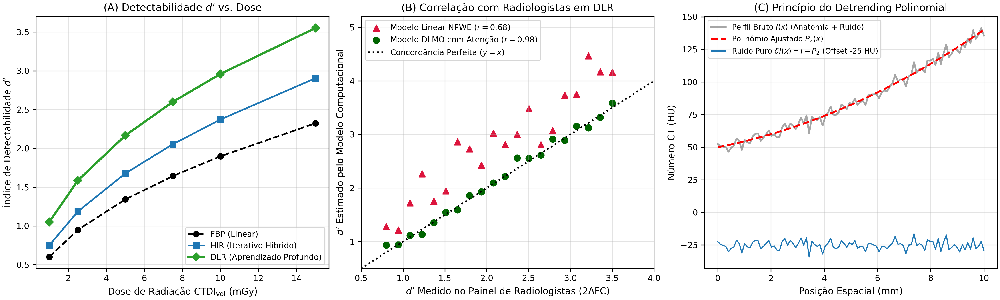 (A) Detectabilidade d′ vs. Dose
Índice de Detectabilidade d′
3.5
3.0
2.5
2.0
1.5
1.0
0.5
FBP (Linear)
HIR (Iterativo Híbrido)
DLR (Aprendizado Profundo)
2 4 6 8 10 12 14
Dose de Radiação CTDIvol (mGy)
(B) Correlação com Radiologistas em DLR
d′ Estimado pelo Modelo Computacional
Modelo Linear NPWE (r = 0.68)
Modelo DLMO com Atenção (r = 0.98)
Concordância Perfeita (y = x)
5
4
3
2
1
0.5 1.0 1.5 2.0 2.5 3.0 3.5 4.0
d′ Medido no Painel de Radiologistas (2AFC)
(C) Princípio do Detrending Polinomial
Número CT (HU)
Perfil Bruto I(x) (Anatomia + Ruído)
Polinômio Ajustado P₂(x)
Ruído Puro δI(x) = I − P₂ (Offset -25 HU)
150
125
100
75
50
25
0
−25
0 2 4 6 8 10
Posição Espacial (mm)